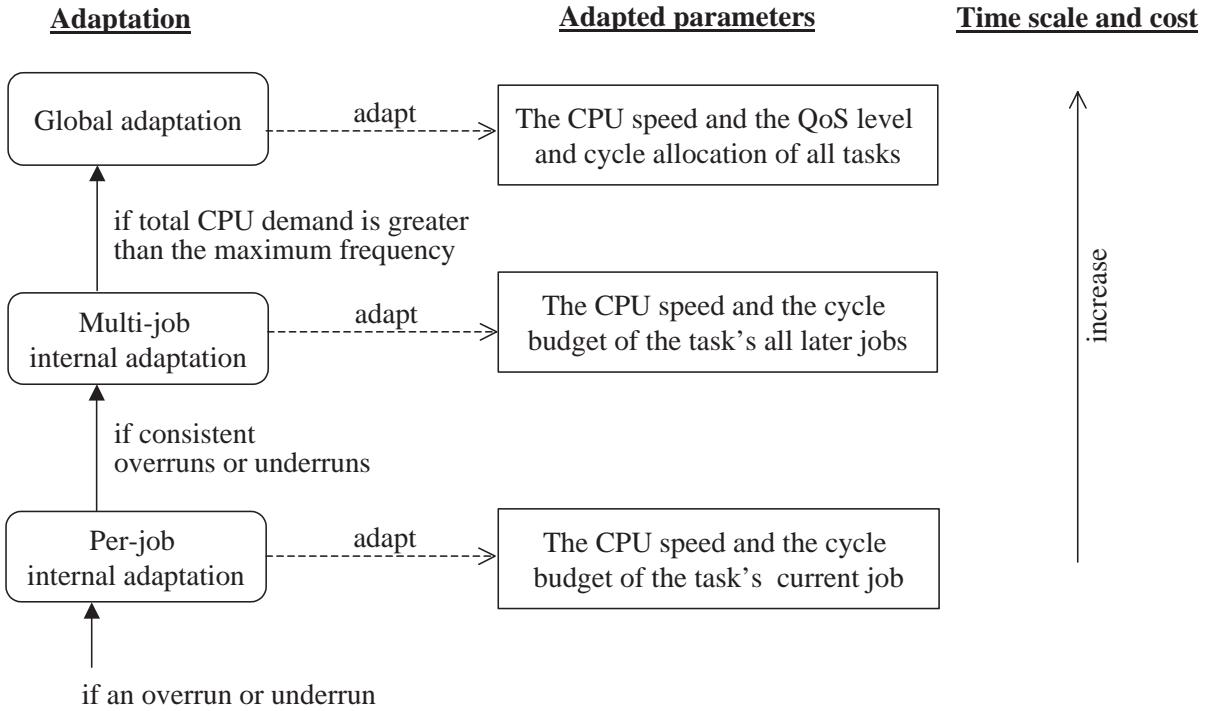 Adaptation
Adapted parameters
Time scale and cost
Global adaptation
adapt
The CPU speed and the QoS level
and cycle allocation of all tasks
if total CPU demand is greater
than the maximum frequency
increase
Multi-job
internal adaptation
adapt
The CPU speed and the cycle
budget of the task’s all later jobs
if consistent
overruns or underruns
Per-job
internal adaptation
adapt
The CPU speed and the cycle
budget of the task’s current job
if an overrun or underrun